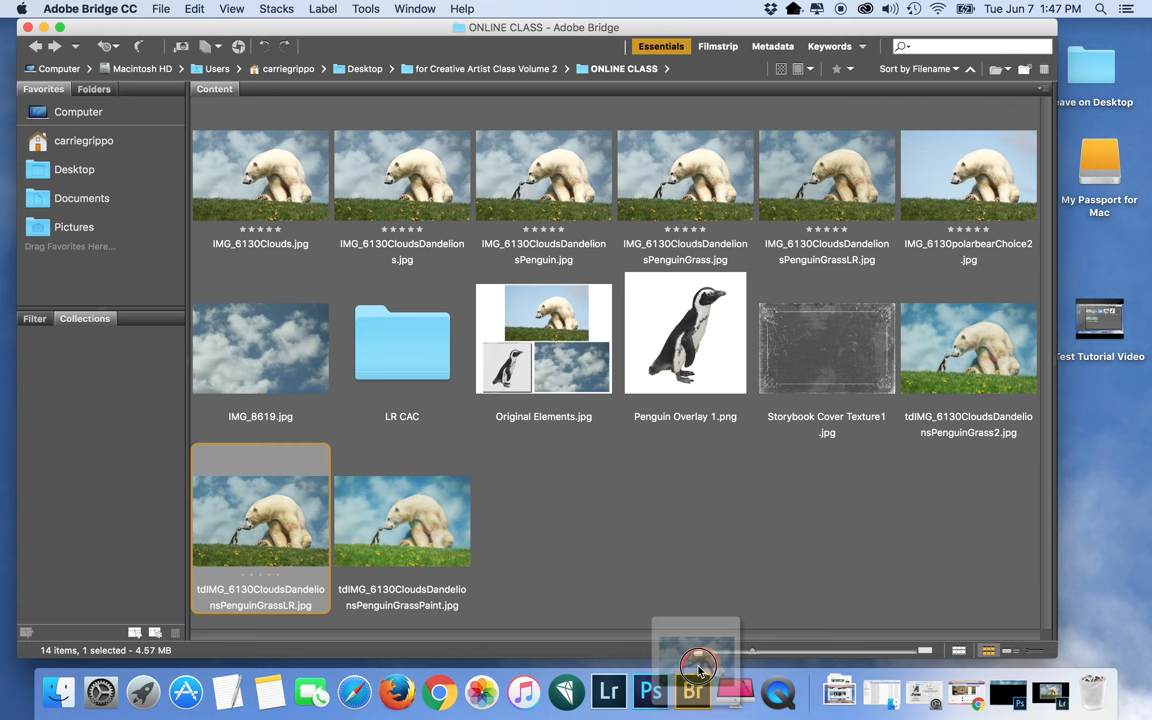 Adobe Bridge CC File Edit View Stacks Label Tools Window Help Tue Jun 7 1:47 PM
ONLINE CLASS - Adobe Bridge
Essentials Filmstrip Metadata Keywords
Computer Macintosh HD Users carriegrippo Desktop for Creative Artist Class Volume 2 ONLINE CLASS Sort by Filename
Favorites Folders Content
Computer
carriegrippo
Desktop
Documents
Pictures
Drag Favorites Here...
Filter Collections
IMG_6130Clouds.jpg
IMG_6130CloudsDandelion
s.jpg
IMG_6130CloudsDandelion
sPenguin.jpg
IMG_6130CloudsDandelion
sPenguinGrass.jpg
IMG_6130CloudsDandelion
sPenguinGrassLR.jpg
IMG_6130polarbearChoice2
.jpg
IMG_8619.jpg
LR CAC
Original Elements.jpg
Penguin Overlay 1.png
Storybook Cover Texture1
.jpg
tdIMG_6130CloudsDandelio
nsPenguinGrass2.jpg
tdIMG_6130CloudsDandelio
nsPenguinGrassLR.jpg
tdIMG_6130CloudsDandelio
nsPenguinGrassPaint.jpg
14 items, 1 selected - 4.57 MB
ave on Desktop
My Passport for
Mac
Test Tutorial Video
Lr Ps Br
Ps Lr